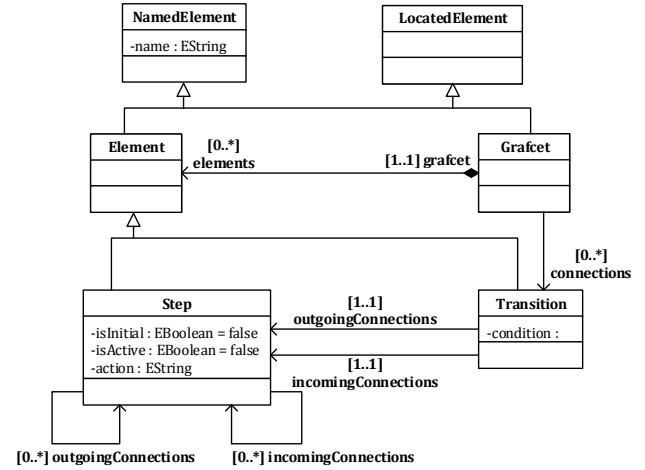 NamedElement
-name : EString
LocatedElement
Element
[0..*]
elements
[1..1] grafcet
Grafcet
[0..*]
connections
Step
-isInitial : EBoolean = false
-isActive : EBoolean = false
-action : EString
[1..1]
outgoingConnections
[1..1]
incomingConnections
Transition
-condition :
[0..*] outgoingConnections
[0..*] incomingConnections